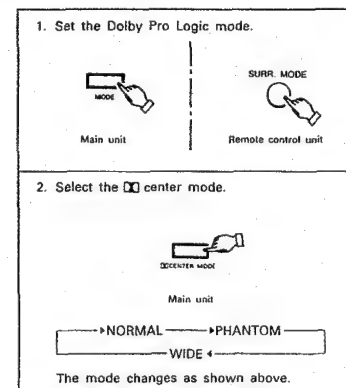 1. Set the Dolby Pro Logic mode.
MODE
SURR. MODE
Main unit
Remote control unit
2. Select the center mode.
CENTER MODE
Main unit
NORMAL PHANTOM
WIDE
The mode changes as shown above.